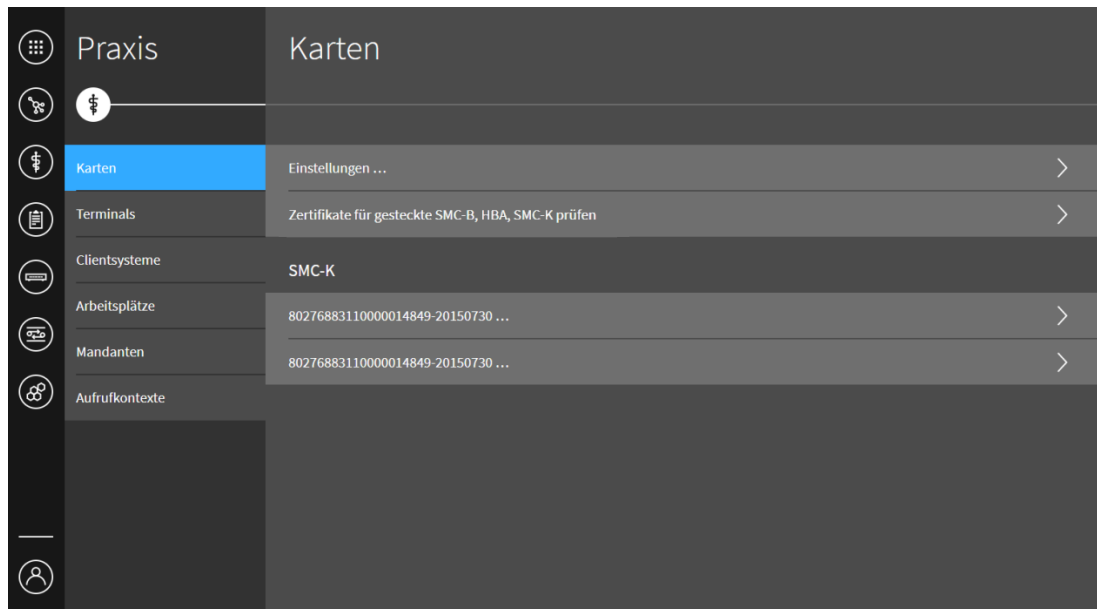 Praxis
Karten
Karten
Terminals
Clientsysteme
Arbeitsplätze
Mandanten
Aufrufkontexte
Einstellungen ...
Zertifikate für gesteckte SMC-B, HBA, SMC-K prüfen
SMC-K
80276883110000014849-20150730 ...
80276883110000014849-20150730 ...